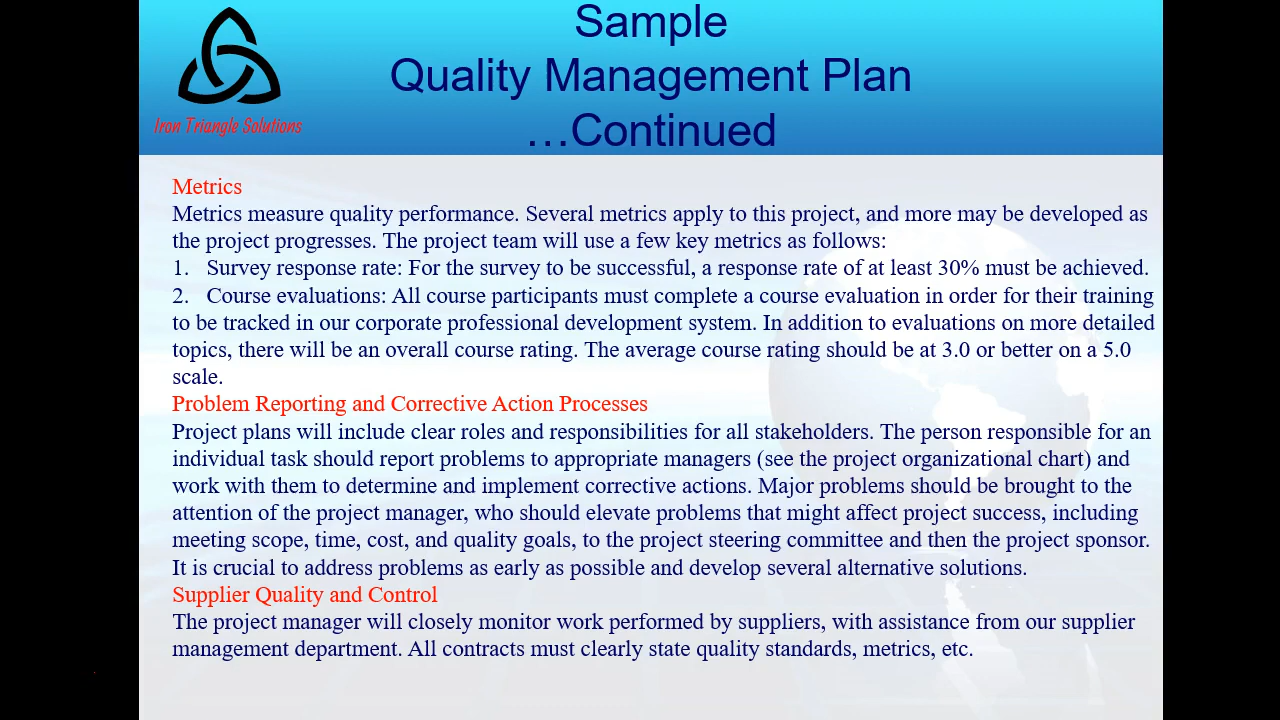 Sample
Quality Management Plan
…Continued
Iron Triangle Solutions
Metrics
Metrics measure quality performance. Several metrics apply to this project, and more may be developed as
the project progresses. The project team will use a few key metrics as follows:
1. Survey response rate: For the survey to be successful, a response rate of at least 30% must be achieved.
2. Course evaluations: All course participants must complete a course evaluation in order for their training
to be tracked in our corporate professional development system. In addition to evaluations on more detailed
topics, there will be an overall course rating. The average course rating should be at 3.0 or better on a 5.0
scale.
Problem Reporting and Corrective Action Processes
Project plans will include clear roles and responsibilities for all stakeholders. The person responsible for an
individual task should report problems to appropriate managers (see the project organizational chart) and
work with them to determine and implement corrective actions. Major problems should be brought to the
attention of the project manager, who should elevate problems that might affect project success, including
meeting scope, time, cost, and quality goals, to the project steering committee and then the project sponsor.
It is crucial to address problems as early as possible and develop several alternative solutions.
Supplier Quality and Control
The project manager will closely monitor work performed by suppliers, with assistance from our supplier
management department. All contracts must clearly state quality standards, metrics, etc.